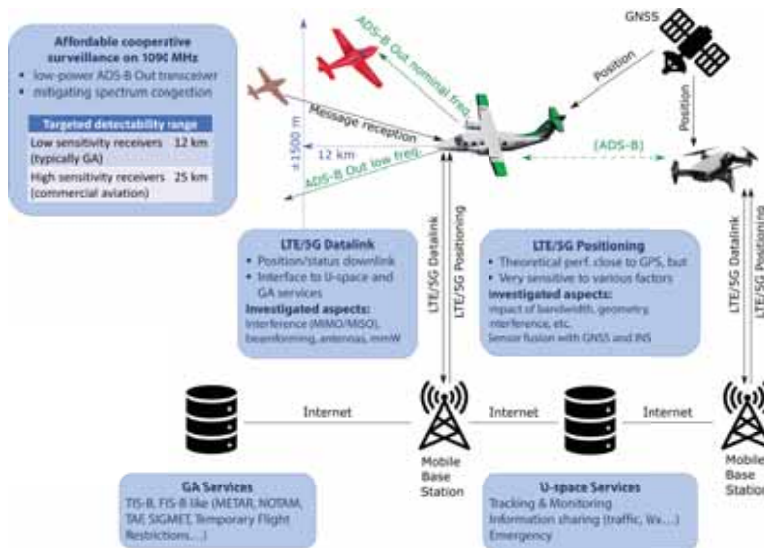 Affordable cooperative
surveillance on 1090 MHz
• low-power ADS-B Out transceiver
• mitigating spectrum congestion
Targeted detectability range
Low sensitivity receivers 12 km
(typically GA)
High sensitivity receivers 25 km
(commercial aviation)
±1500 m
12 km
ADS-B Out nominal freq.
Message reception
ADS-B Out low freq.
GNSS
Position
Position
(ADS-B)
LTE/5G Datalink
• Position/status downlink
• Interface to U-space and
GA services
Investigated aspects:
Interference (MIMO/MISO),
beamforming, antennas, mmW
LTE/5G Datalink
LTE/5G Positioning
LTE/5G Positioning
• Theoretical perf. close to GPS, but
• Very sensitive to various factors
Investigated aspects:
impact of bandwidth, geometry,
interference, etc.
Sensor fusion with GNSS and INS
LTE/5G Datalink
LTE/5G Positioning
Internet
Internet
Internet
Mobile
Base
Station
Mobile
Base
Station
GA Services
TIS-B, FIS-B like (METAR, NOTAM,
TAF, SIGMET, Temporary Flight
Restrictions...)
U-space Services
Tracking & Monitoring
Information sharing (traffic, Wx...)
Emergency